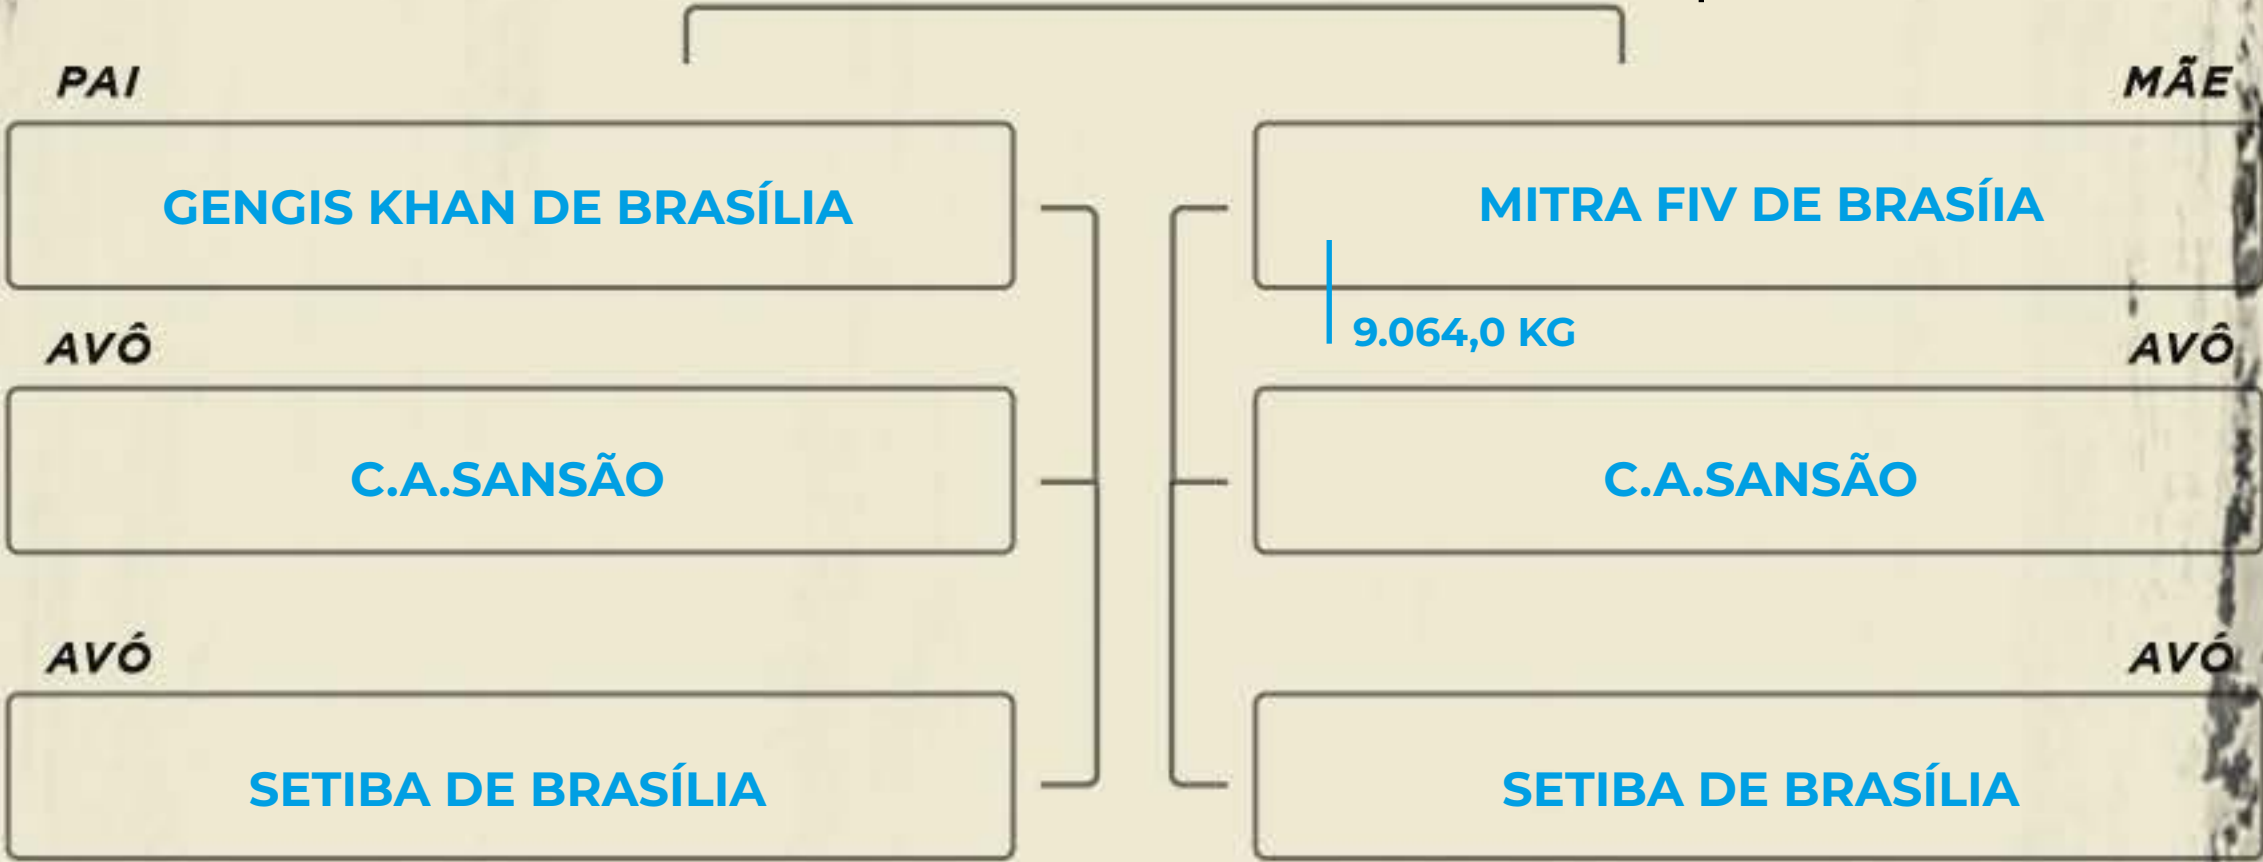 PAI
MÃE
GENGIS KHAN DE BRASÍLIA
MITRA FIV DE BRASÍIA
9.064,0 KG
AVÔ
AVÔ
C.A.SANSÃO
C.A.SANSÃO
AVÓ
AVÓ
SETIBA DE BRASÍLIA
SETIBA DE BRASÍLIA